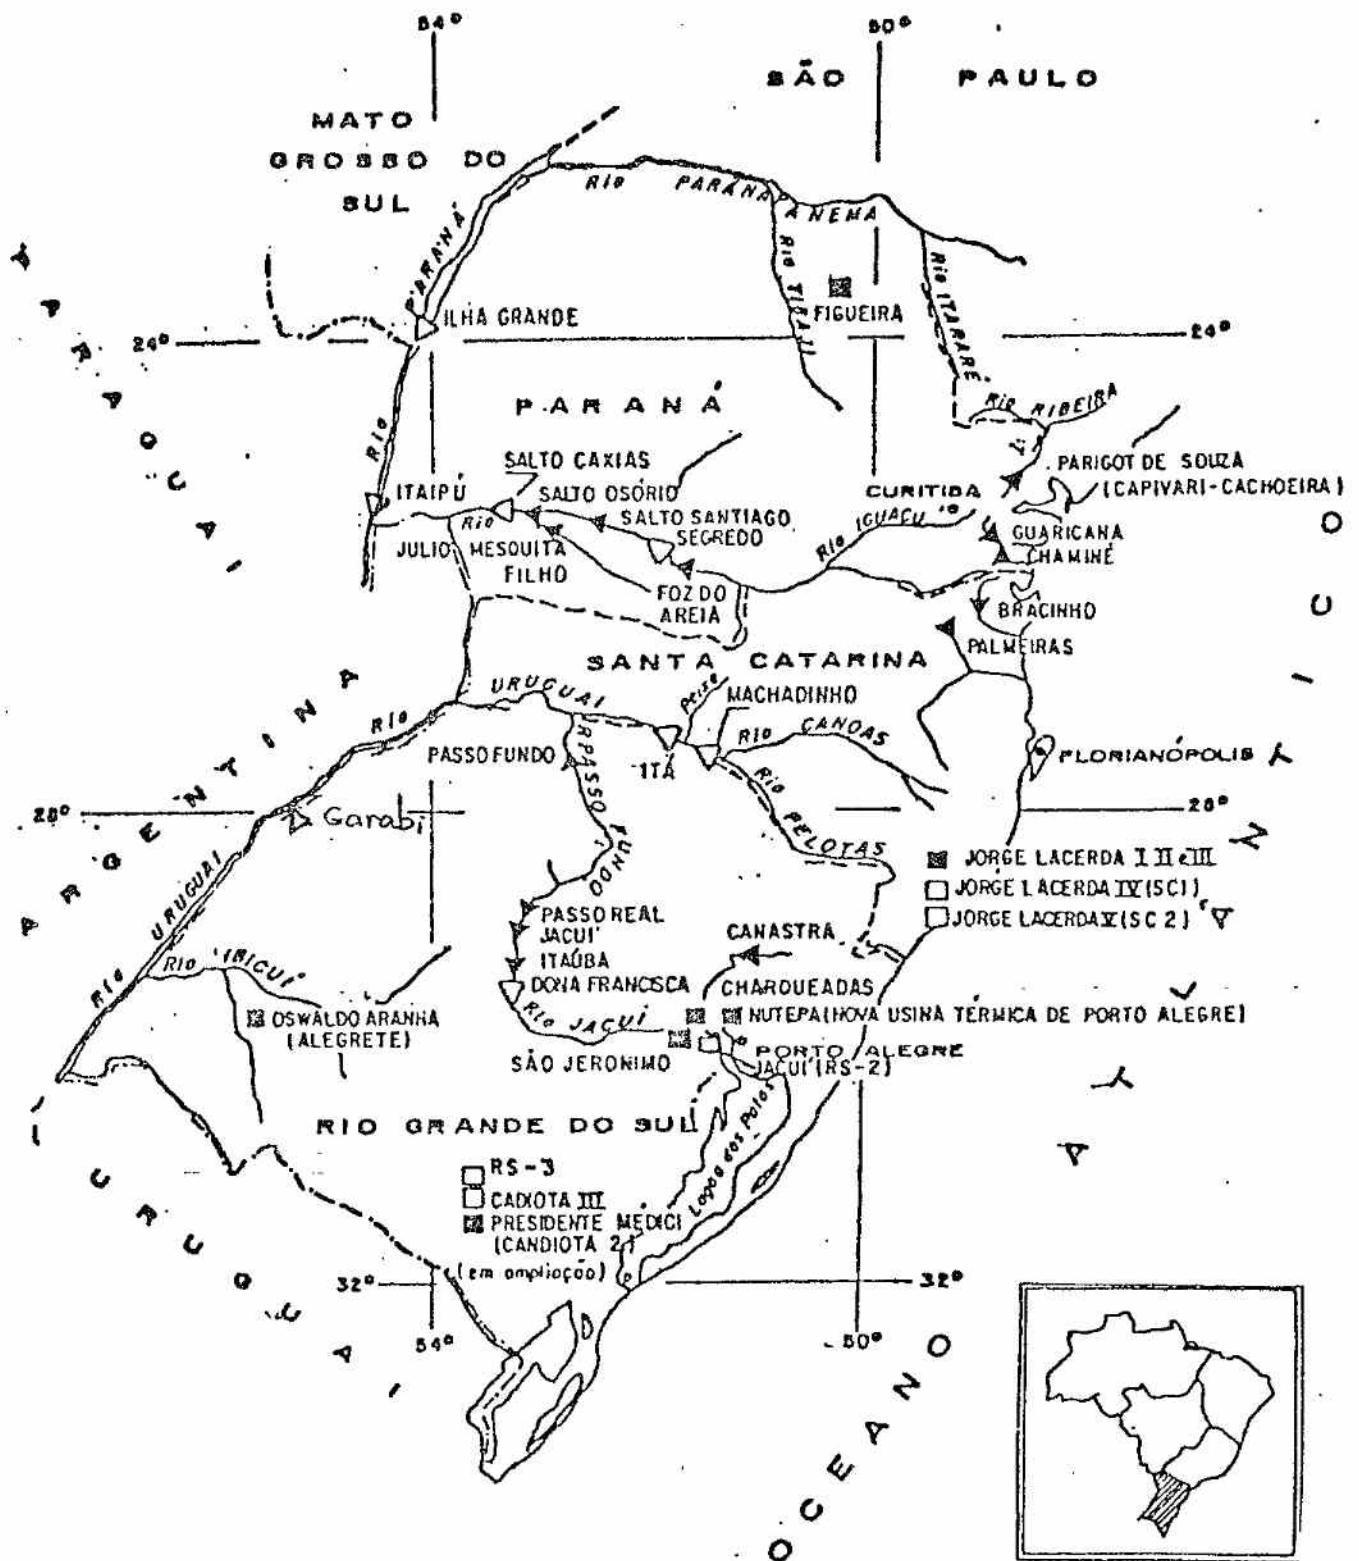 54°
50°
SÃO PAULO
MATO
GROSSO DO
SUL
Rio PARANAPANEMA
PARANÁ
Rio TIBAJI
Rio ITARARÉ
FIGUEIRA
ILHA GRANDE
24°
24°
PARAGUAI
PARANÁ
Rio RIBEIRA
Rio
SALTO CAXIAS
PARIGOT DE SOUZA
(CAPIVARI-CACHOEIRA)
ITAIPÚ
SALTO OSÓRIO
CURITIBA
Rio
SALTO SANTIAGO
Rio IGUAÇU
SEGREDO
GUARICANA
CHAMINÉ
JULIO MESQUITA
FILHO
FOZ DO
AREIA
BRACINHO
PALMEIRAS
SANTA CATARINA
Rio URUGUAI
Peixe
MACHADINHO
Rio CANOAS
PASSO FUNDO
R PASSO FUNDO
ITÁ
FLORIANÓPOLIS
Rio PELOTAS
ARGENTINA
28°
28°
Garabi
JORGE LACERDA I II e III
JORGE LACERDA IV (SC1)
JORGE LACERDA V (SC 2)
Rio URUGUAI
PASSO REAL
JACUÍ
ITAÚBA
DONA FRANCISCA
CANASTRA
Rio IBICUÍ
CHARQUEADAS
OSWALDO ARANHA
(ALEGRETE)
Rio JACUÍ
NUTEPA (NOVA USINA TÉRMICA DE PORTO ALEGRE)
SÃO JERONIMO
PORTO ALEGRE
JACUÍ (RS-2)
RIO GRANDE DO SUL
Lagoa dos Patos
RS-3
CADIOTA III
PRESIDENTE MÉDICI
(CANDIOTA 2)
(em ampliação)
URUGUAI
32°
32°
54°
50°
OCEANO
ATLÂNTICO